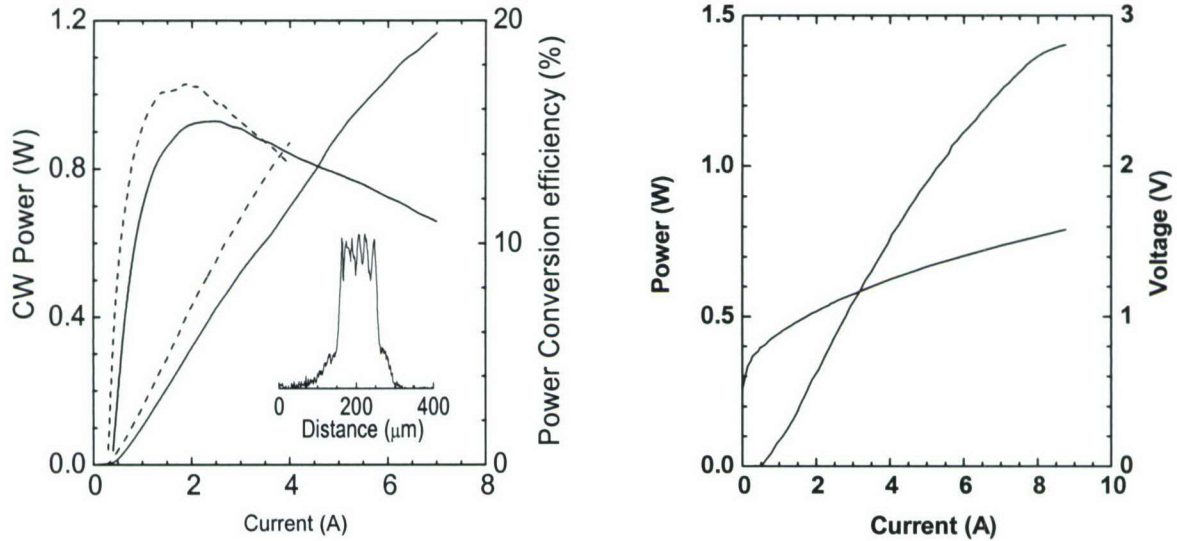 1.2
0.8
0.4
0.0
CW Power (W)
20
10
0
Power Conversion efficiency (%)
0 200 400
Distance (μm)
0 2 4 6 8
Current (A)
1.5
1.0
0.5
0.0
Power (W)
3
2
1
0
Voltage (V)
0 2 4 6 8 10
Current (A)